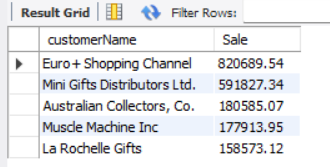 Result Grid Filter Rows:
customerName Sale
Euro+ Shopping Channel 820689.54
Mini Gifts Distributors Ltd. 591827.34
Australian Collectors, Co. 180585.07
Muscle Machine Inc 177913.95
La Rochelle Gifts 158573.12